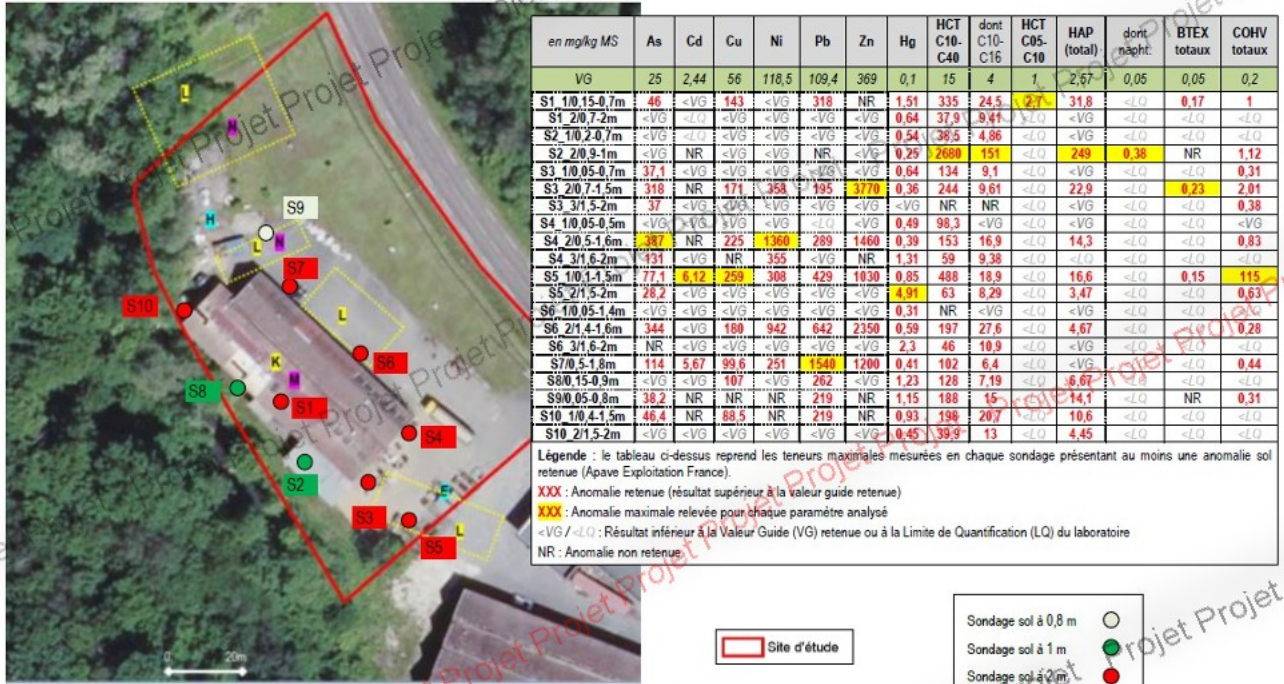 L
N
H
S9
L
N
S7
S10
L
S6
K
S8
M
S1
S4
S2
E
S3
L
S5
0 20m
en mg/kg MS As Cd Cu Ni Pb Zn Hg HCT C10-C40 dont C10-C16 HCT C05-C10 HAP (total) dont napht. BTEX totaux COHV totaux
VG 25 2,44 56 118,5 109,4 369 0,1 15 4 1 2,57 0,05 0,05 0,2
S1_1/0,15-0,7m 46 <VG 143 <VG 318 NR 1,51 335 24,5 2,7 31,8 <LQ 0,17 1
S1_2/0,7-2m <VG <LQ <VG <VG <VG <VG 0,64 37,9 9,41 <LQ <VG <LQ <LQ <LQ
S2_1/0,2-0,7m <VG <VG <VG <VG <VG <VG 0,54 38,5 4,86 <LQ <VG <LQ <LQ <LQ
S2_2/0,9-1m <VG NR <VG <VG NR <VG 0,25 2680 151 <LQ 249 0,38 NR 1,12
S3_1/0,05-0,7m 37,1 <VG <VG <VG <VG <VG 0,64 134 9,1 <LQ <VG <LQ <LQ 0,31
S3_2/0,7-1,5m 318 NR 171 358 195 3770 0,36 244 9,61 <LQ 22,9 <LQ 0,23 2,01
S3_3/1,5-2m 37 <VG <VG <VG <VG <VG <VG NR NR <LQ <VG <LQ <LQ 0,38
S4_1/0,05-0,5m <VG <VG <VG <VG <LQ <VG 0,49 98,3 <VG <LQ <VG <LQ <LQ <VG
S4_2/0,5-1,6m 387 NR 225 1360 289 1460 0,39 153 16,9 <LQ 14,3 <LQ <LQ 0,83
S4_3/1,6-2m 131 <VG NR 355 <VG NR 1,31 59 9,38 <LQ <VG <LQ <LQ <LQ
S5_1/0,1-1,5m 77,1 6,12 259 308 429 1030 0,85 488 18,9 <LQ 16,6 <LQ 0,15 115
S5_2/1,5-2m 28,2 <VG <VG <VG <VG <VG 4,91 63 8,29 <LQ 3,47 <LQ <LQ 0,63
S6_1/0,05-1,4m <VG <VG <VG <VG <VG <VG 0,31 NR <VG <LQ <VG <LQ <LQ <LQ
S6_2/1,4-1,6m 344 <VG 180 942 642 2350 0,59 197 27,6 <LQ 4,67 <LQ <LQ 0,28
S6_3/1,6-2m NR <VG <VG <VG <VG <VG 2,3 46 10,9 <LQ <VG <LQ <LQ <LQ
S7/0,5-1,8m 114 5,67 99,6 251 1540 1200 0,41 102 6,4 <LQ <VG <LQ <LQ 0,44
S8/0,15-0,9m <VG <VG 107 <VG 262 <VG 1,23 128 7,19 <LQ 6,67 <LQ <LQ <LQ
S9/0,05-0,8m 38,2 NR NR NR 219 NR 1,15 188 15 <LQ 14,1 <LQ NR 0,31
S10_1/0,4-1,5m 46,4 NR 88,5 NR 219 NR 0,93 198 20,7 <LQ 10,6 <LQ <LQ <LQ
S10_2/1,5-2m <VG <VG <VG <VG <VG <VG 0,45 39,9 13 <LQ 4,45 <LQ <LQ <LQ
Légende : le tableau ci-dessus reprend les teneurs maximales mesurées en chaque sondage présentant au moins une anomalie sol
retenue (Apave Exploitation France).
XXX : Anomalie retenue (résultat supérieur à la valeur guide retenue)
XXX : Anomalie maximale relevée pour chaque paramètre analysé
<VG / <LQ : Résultat inférieur à la Valeur Guide (VG) retenue ou à la Limite de Quantification (LQ) du laboratoire
NR : Anomalie non retenue
Site d'étude
Sondage sol à 0,8 m
Sondage sol à 1 m
Sondage sol à 2 m
Projet Projet Projet